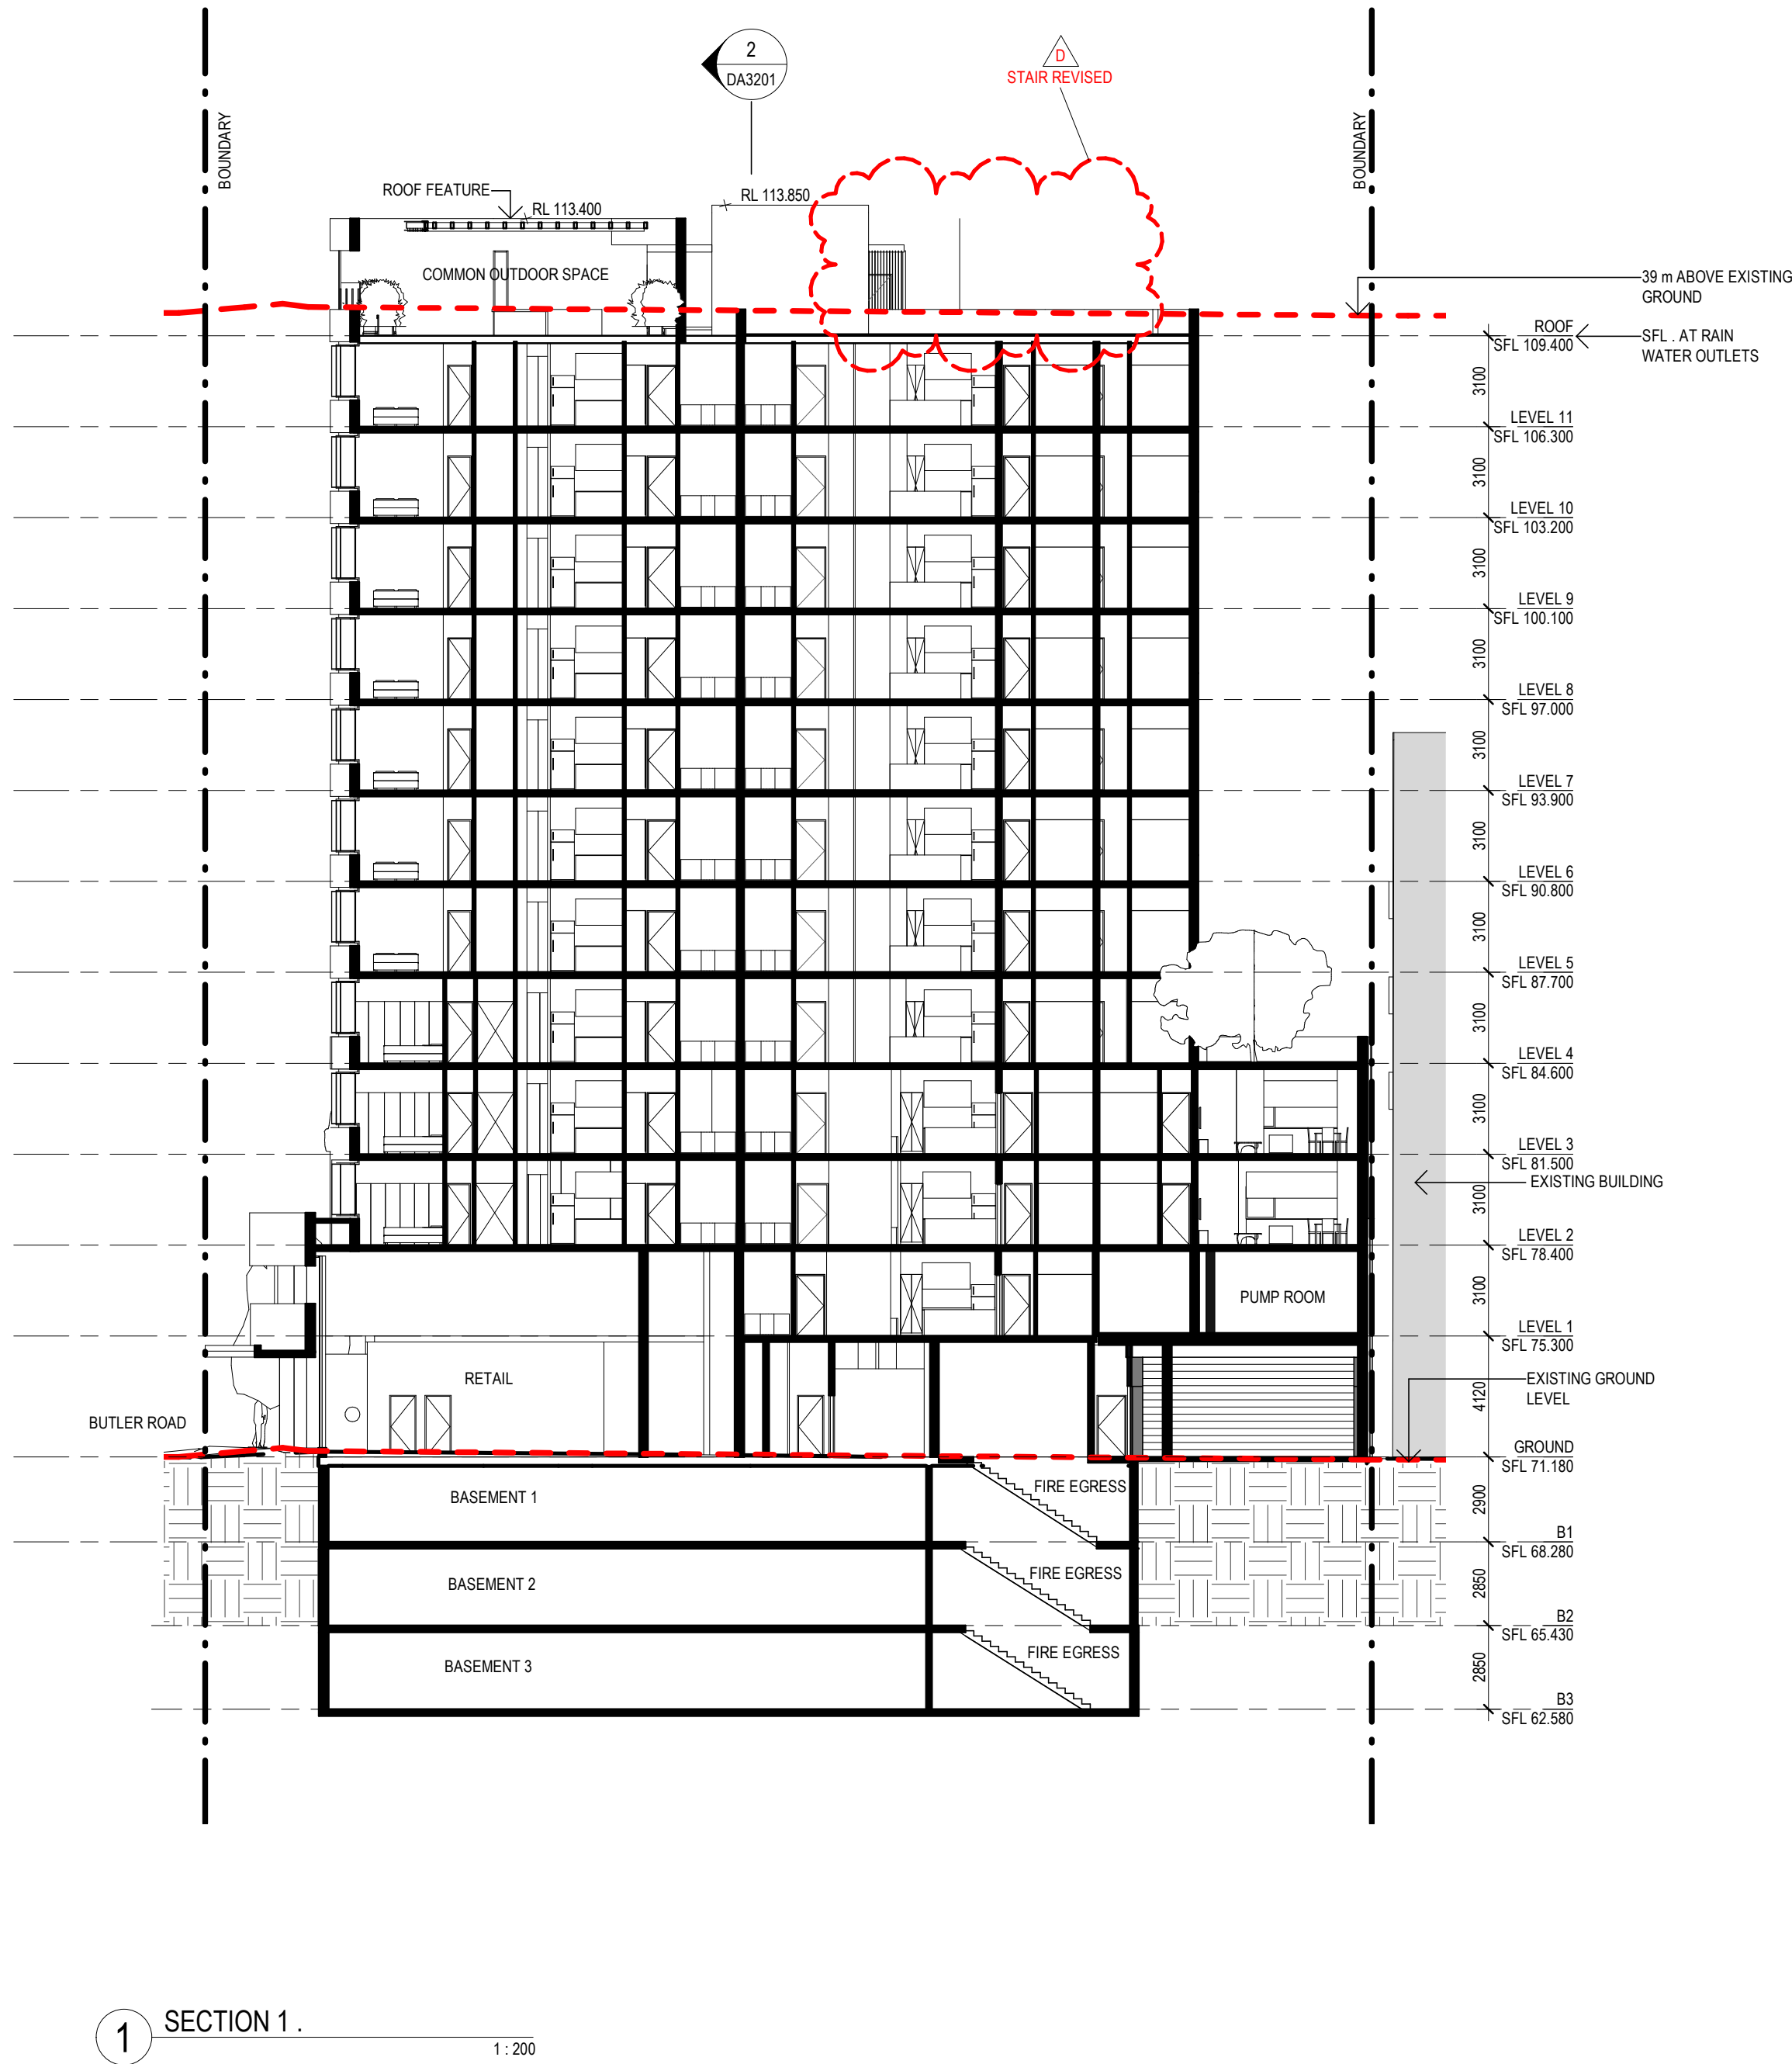 2
DA3201
D
STAIR REVISED
BOUNDARY
BOUNDARY
ROOF FEATURE
RL 113.400
RL 113.850
COMMON OUTDOOR SPACE
39 m ABOVE EXISTING
GROUND
ROOF
SFL 109.400
SFL . AT RAIN
WATER OUTLETS
3100
LEVEL 11
SFL 106.300
3100
LEVEL 10
SFL 103.200
3100
LEVEL 9
SFL 100.100
3100
LEVEL 8
SFL 97.000
3100
LEVEL 7
SFL 93.900
3100
LEVEL 6
SFL 90.800
3100
LEVEL 5
SFL 87.700
3100
LEVEL 4
SFL 84.600
3100
LEVEL 3
SFL 81.500
EXISTING BUILDING
3100
LEVEL 2
SFL 78.400
3100
PUMP ROOM
LEVEL 1
SFL 75.300
RETAIL
EXISTING GROUND
LEVEL
4120
BUTLER ROAD
GROUND
SFL 71.180
BASEMENT 1
FIRE EGRESS
2900
B1
SFL 68.280
BASEMENT 2
FIRE EGRESS
2850
B2
SFL 65.430
BASEMENT 3
FIRE EGRESS
2850
B3
SFL 62.580
1
SECTION 1 .
1 : 200